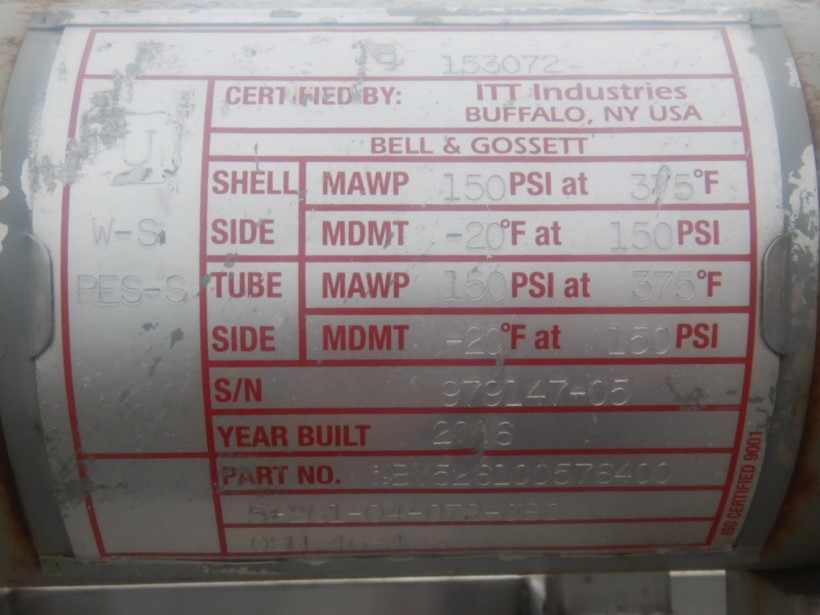 NB 153072
CERTIFIED BY: ITT Industries
BUFFALO, NY USA
BELL & GOSSETT
U
W-S
RES-S
SHELL SIDE
MAWP 150 PSI at 375°F
MDMT -20°F at 150 PSI
TUBE SIDE
MAWP 150 PSI at 375°F
MDMT -20°F at 150 PSI
S/N 979147-05
YEAR BUILT
PART NO.
ISO CERTIFIED 9001